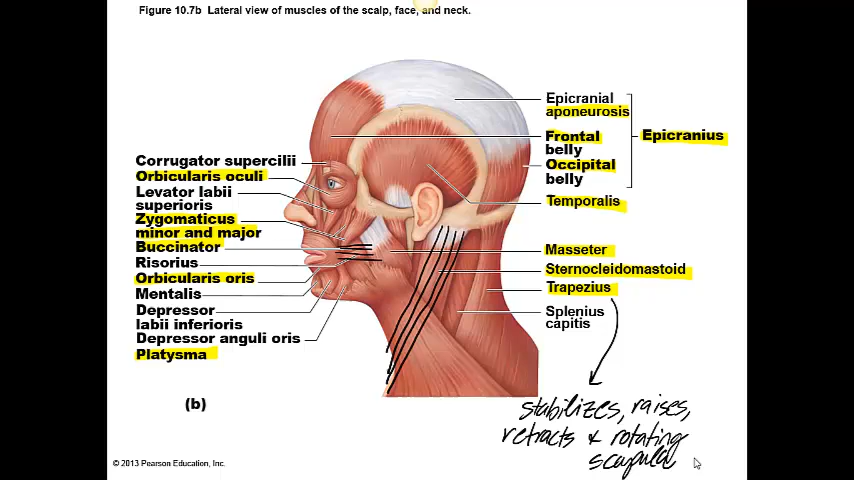 Figure 10.7b Lateral view of muscles of the scalp, face, and neck.
Corrugator supercilii
Orbicularis oculi
Levator labii
superioris
Zygomaticus
minor and major
Buccinator
Risorius
Orbicularis oris
Mentalis
Depressor
labii inferioris
Depressor anguli oris
Platysma
(b)
Epicranial
aponeurosis
Frontal
belly
Occipital
belly
Epicranius
Temporalis
Masseter
Sternocleidomastoid
Trapezius
Splenius
capitis
stabilizes, raises,
retracts & rotating
scapula
© 2013 Pearson Education, Inc.